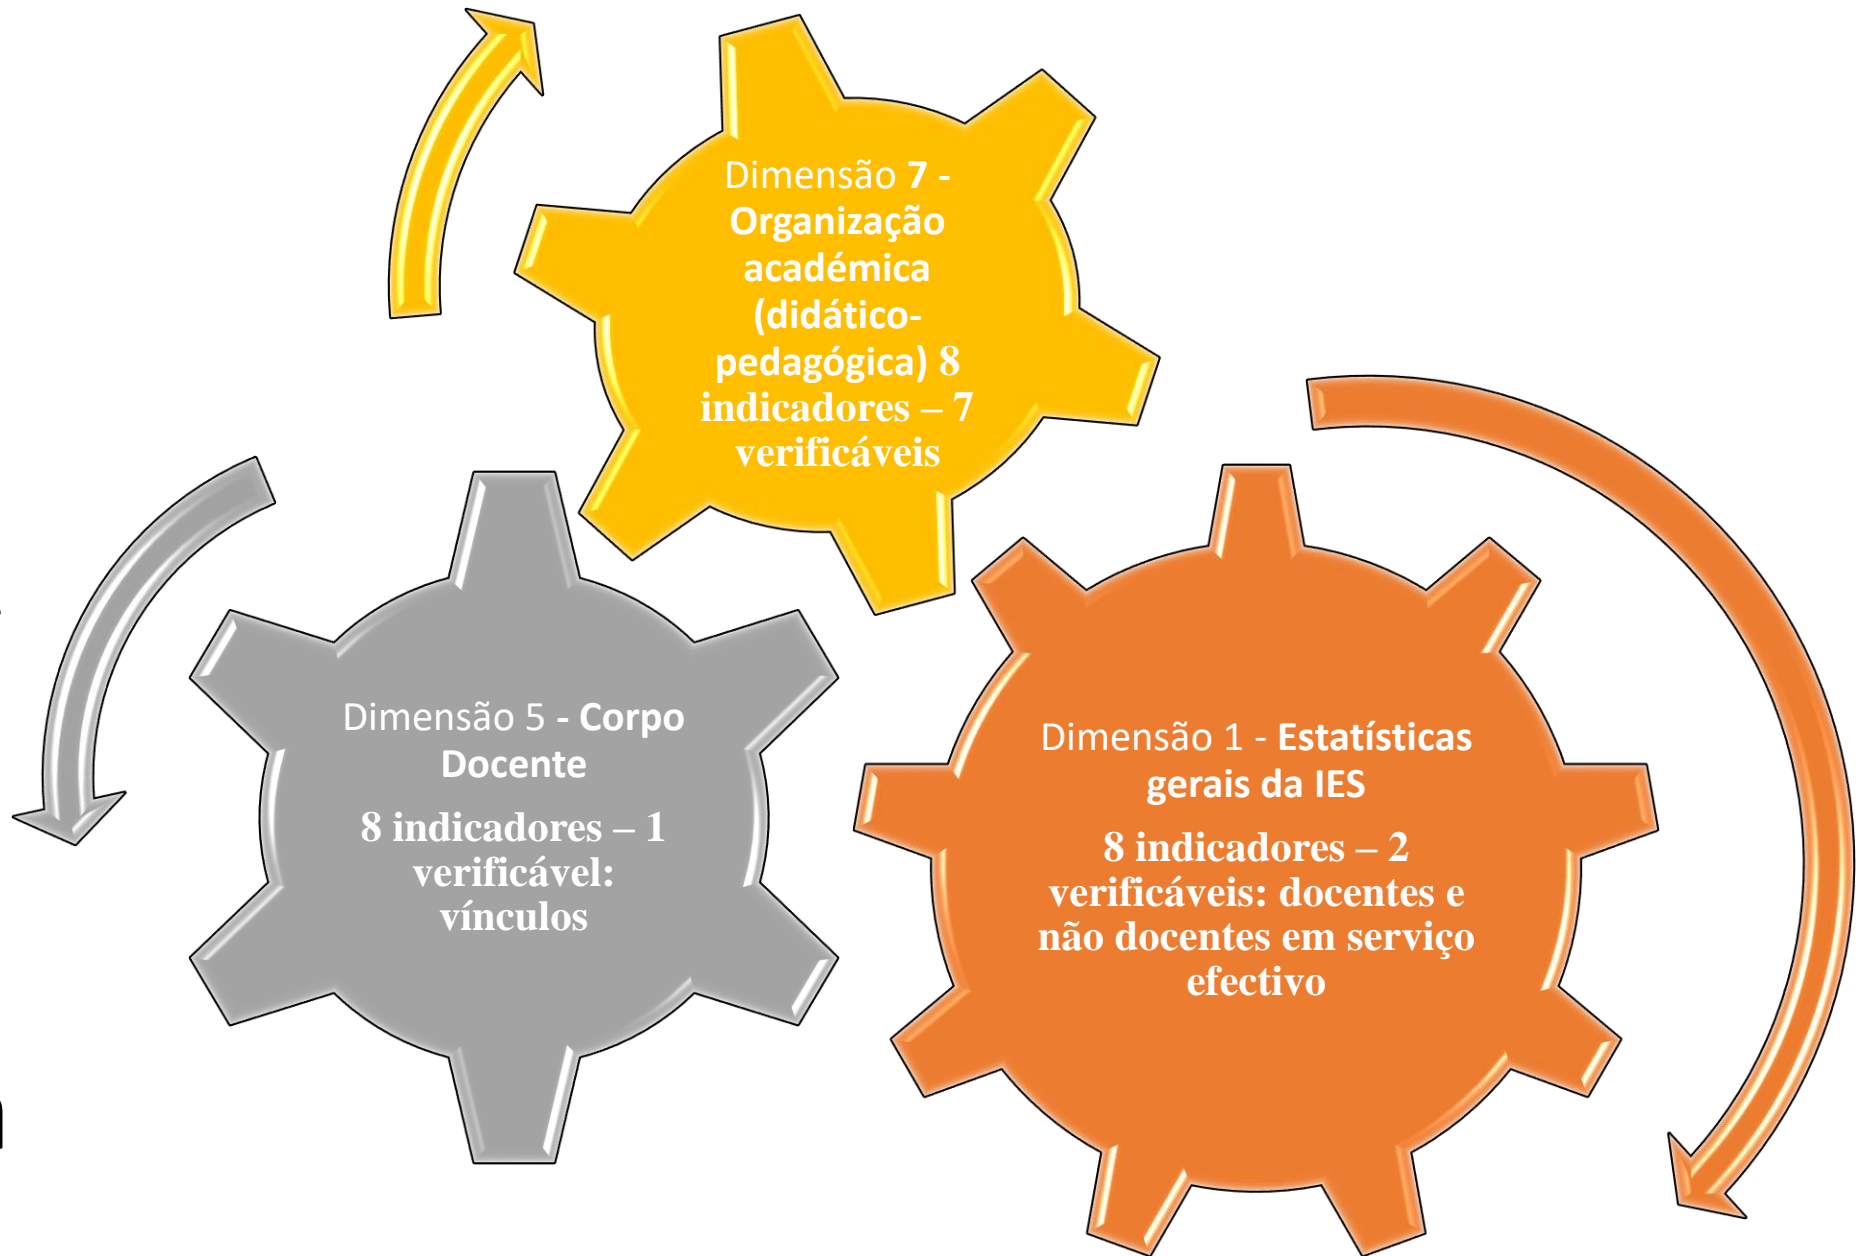 Dimensão 7 -
Organização
académica
(didático-
pedagógica) 8
indicadores – 7
verificáveis
Dimensão 5 - Corpo
Docente
8 indicadores – 1
verificável:
vínculos
Dimensão 1 - Estatísticas
gerais da IES
8 indicadores – 2
verificáveis: docentes e
não docentes em serviço
efectivo